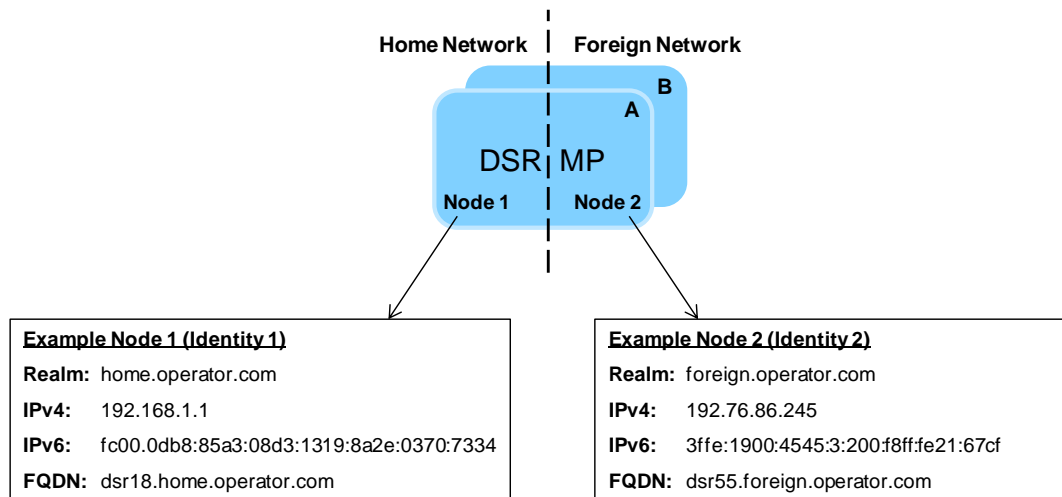 Home Network
Foreign Network
B
A
DSR MP
Node 1
Node 2
Example Node 1 (Identity 1)
Realm: home.operator.com
IPv4: 192.168.1.1
IPv6: fc00.0db8:85a3:08d3:1319:8a2e:0370:7334
FQDN: dsr18.home.operator.com
Example Node 2 (Identity 2)
Realm: foreign.operator.com
IPv4: 192.76.86.245
IPv6: 3ffe:1900:4545:3:200:f8ff:fe21:67cf
FQDN: dsr55.foreign.operator.com